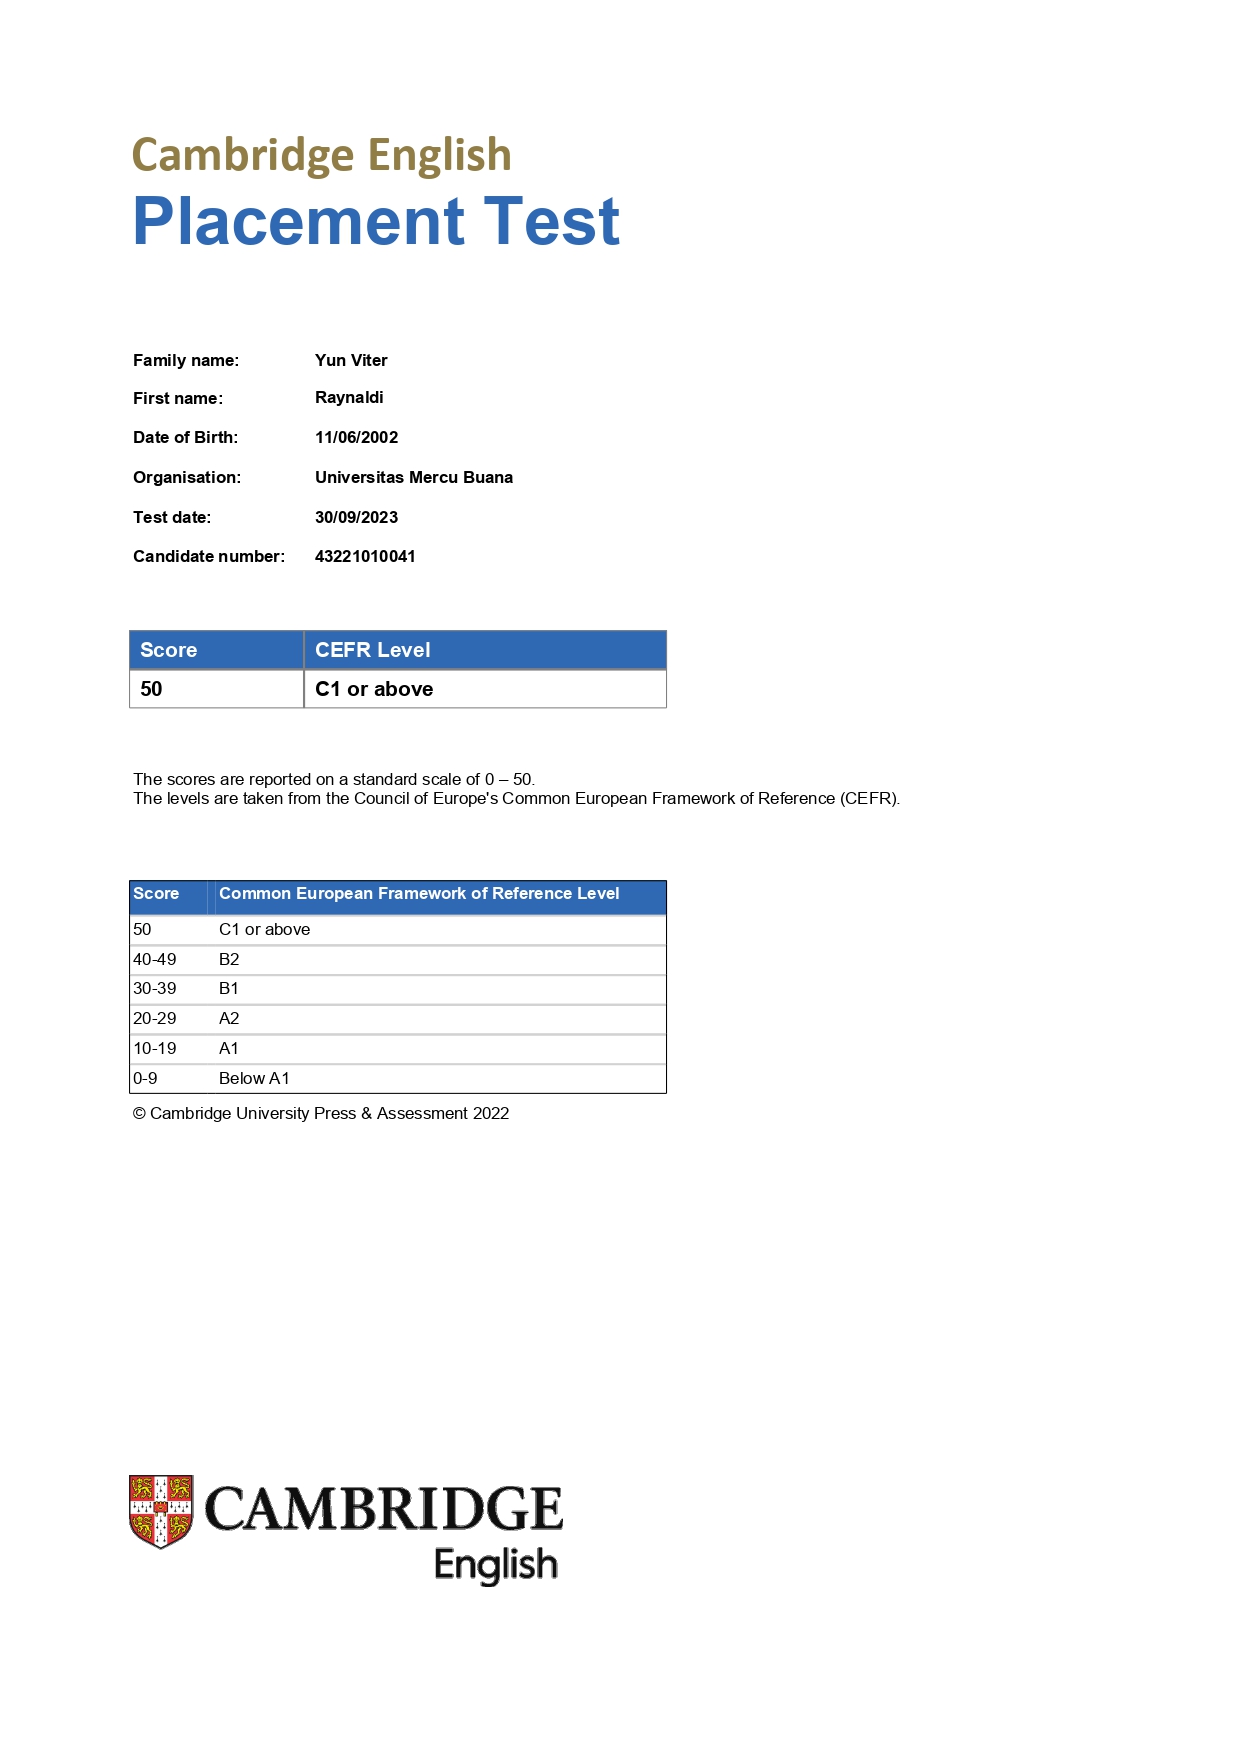 Cambridge English
Placement Test
Family name: Yun Viter
First name: Raynaldi
Date of Birth: 11/06/2002
Organisation: Universitas Mercu Buana
Test date: 30/09/2023
Candidate number: 43221010041
Score CEFR Level
50 C1 or above
The scores are reported on a standard scale of 0 – 50.
The levels are taken from the Council of Europe's Common European Framework of Reference (CEFR).
Score Common European Framework of Reference Level
50 C1 or above
40-49 B2
30-39 B1
20-29 A2
10-19 A1
0-9 Below A1
© Cambridge University Press & Assessment 2022
CAMBRIDGE
English